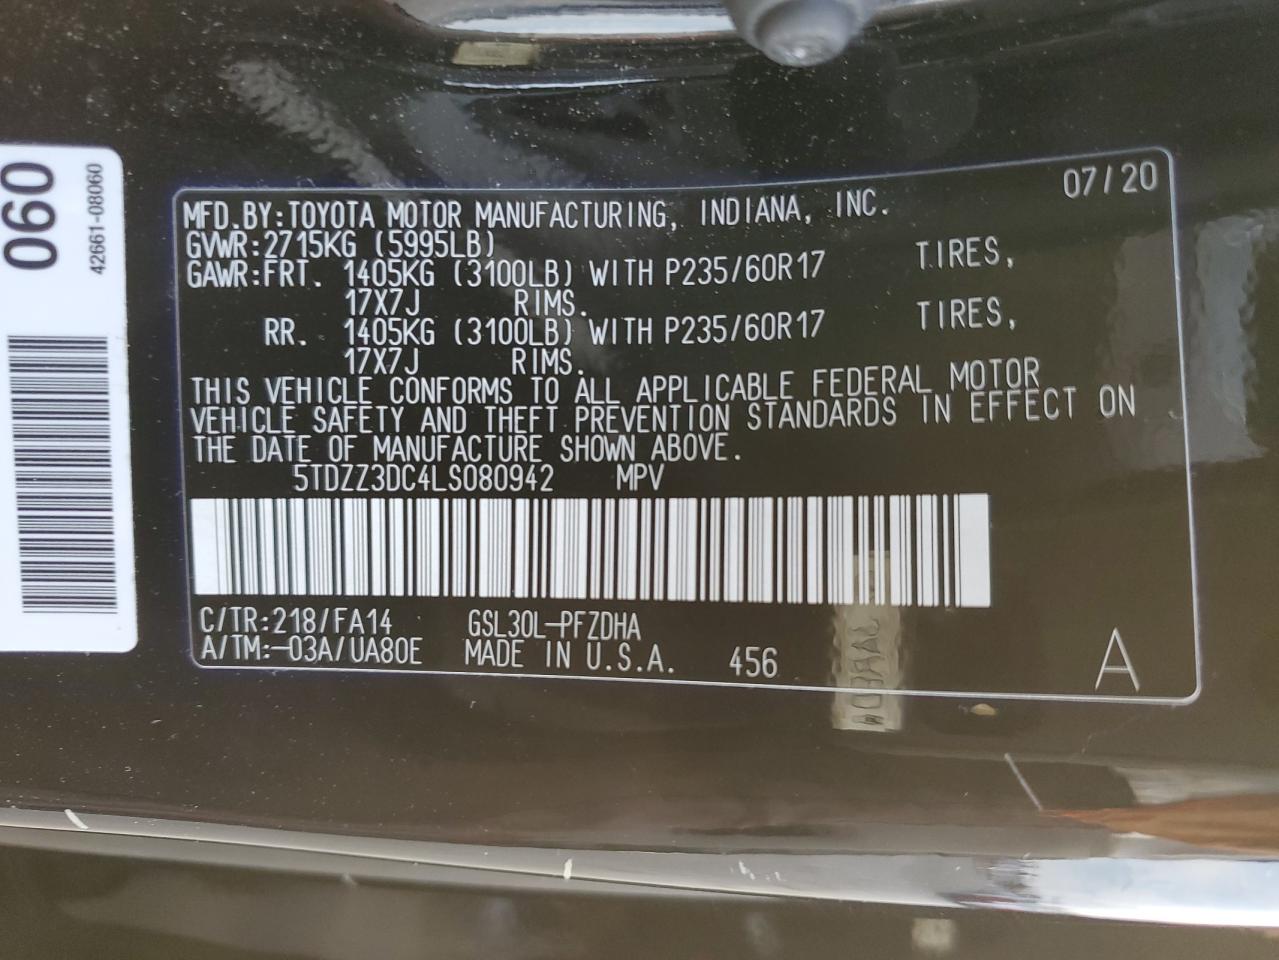 07/20
MFD.BY:TOYOTA MOTOR MANUFACTURING, INDIANA, INC.
GVWR:2715KG (5995LB)
GAWR:FRT. 1405KG (3100LB) WITH P235/60R17 TIRES,
17X7J RIMS.
RR. 1405KG (3100LB) WITH P235/60R17 TIRES,
17X7J RIMS.
THIS VEHICLE CONFORMS TO ALL APPLICABLE FEDERAL MOTOR
VEHICLE SAFETY AND THEFT PREVENTION STANDARDS IN EFFECT ON
THE DATE OF MANUFACTURE SHOWN ABOVE.
5TDZZ3DC4LS080942 MPV
C/TR:218/FA14 GSL30L-PFZDHA
A/TM:-03A/UA80E MADE IN U.S.A. 456 A
060
42661-08060